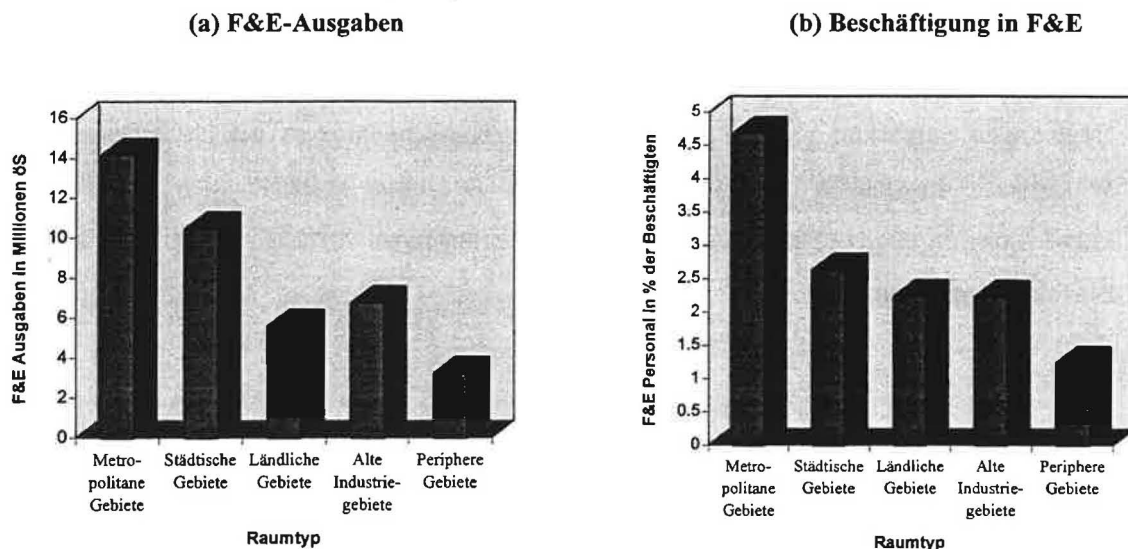 (a) F&E-Ausgaben
F&E Ausgaben in Millionen öS
16
14
12
10
8
6
4
2
0
Metro-
politane
Gebiete
Städtische
Gebiete
Ländliche
Gebiete
Alte
Industrie-
gebiete
Periphere
Gebiete
Raumtyp
(b) Beschäftigung in F&E
F&E Personal in % der Beschäftigten
5
4.5
4
3.5
3
2.5
2
1.5
1
0.5
0
Metro-
politane
Gebiete
Städtische
Gebiete
Ländliche
Gebiete
Alte
Industrie-
gebiete
Periphere
Gebiete
Raumtyp